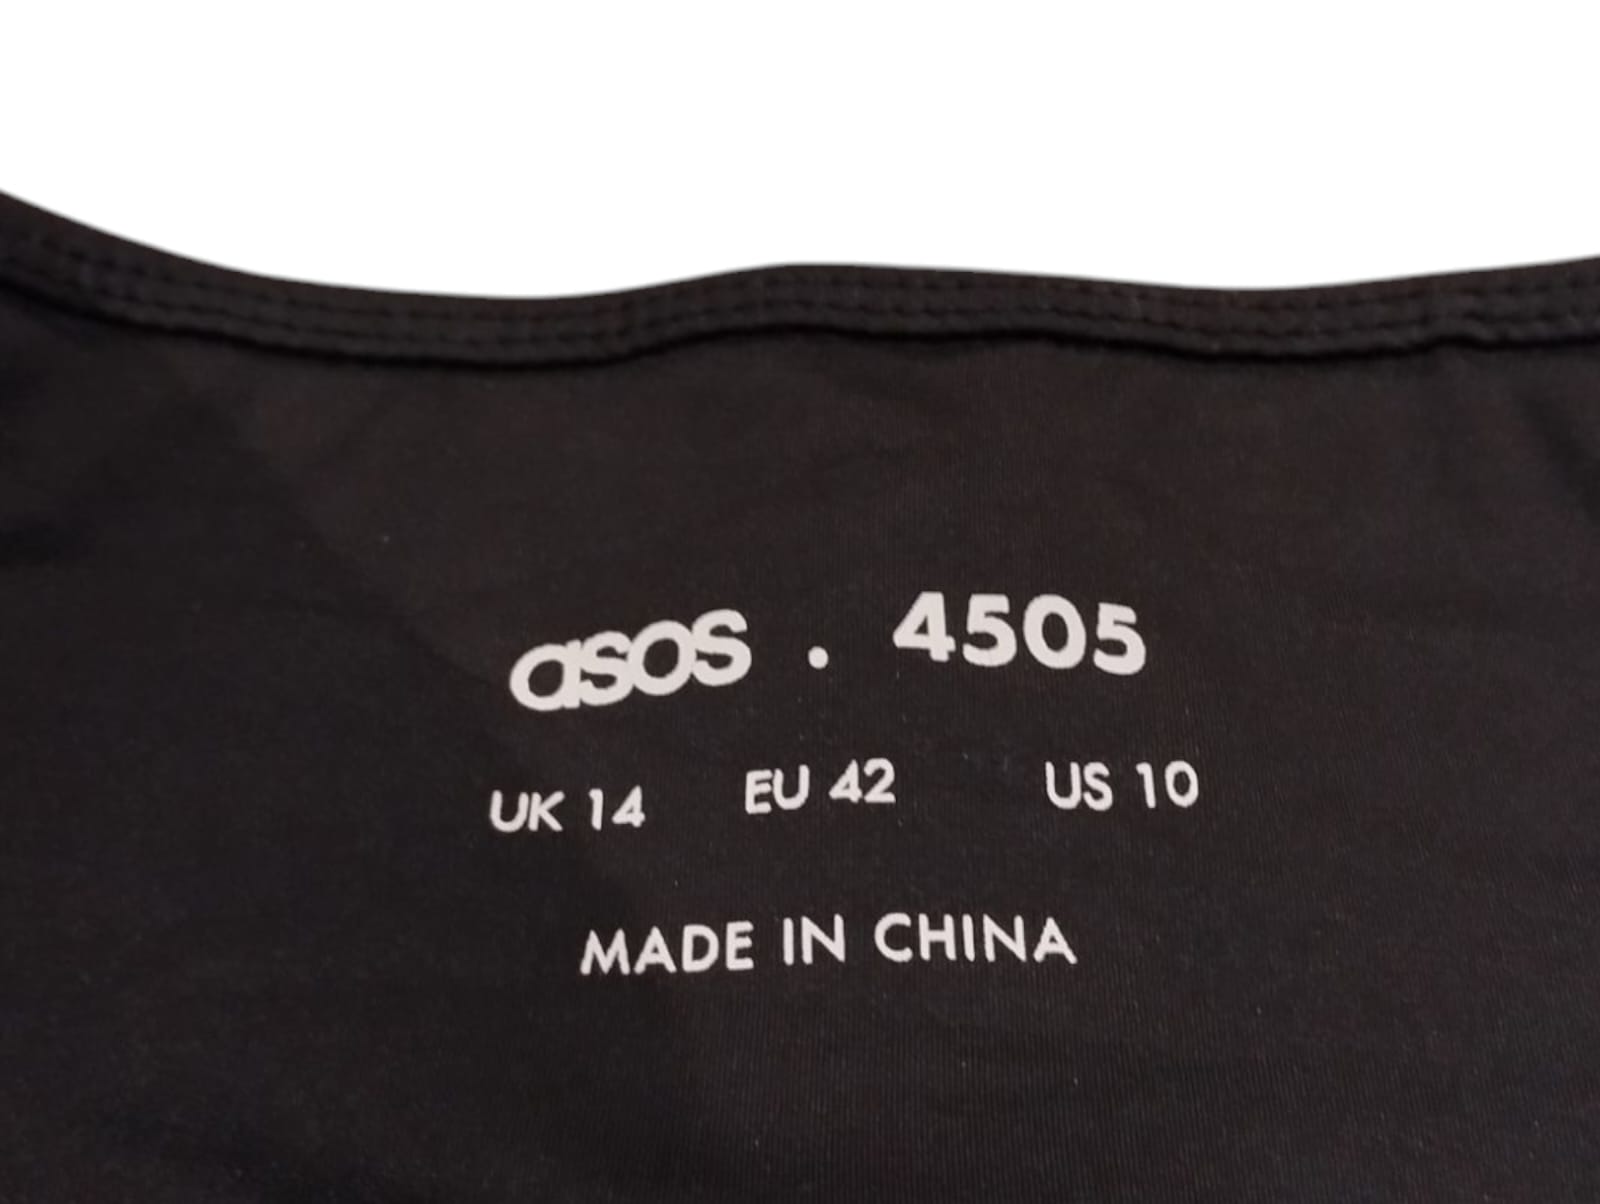 asos . 4505
UK 14 EU 42 US 10
MADE IN CHINA